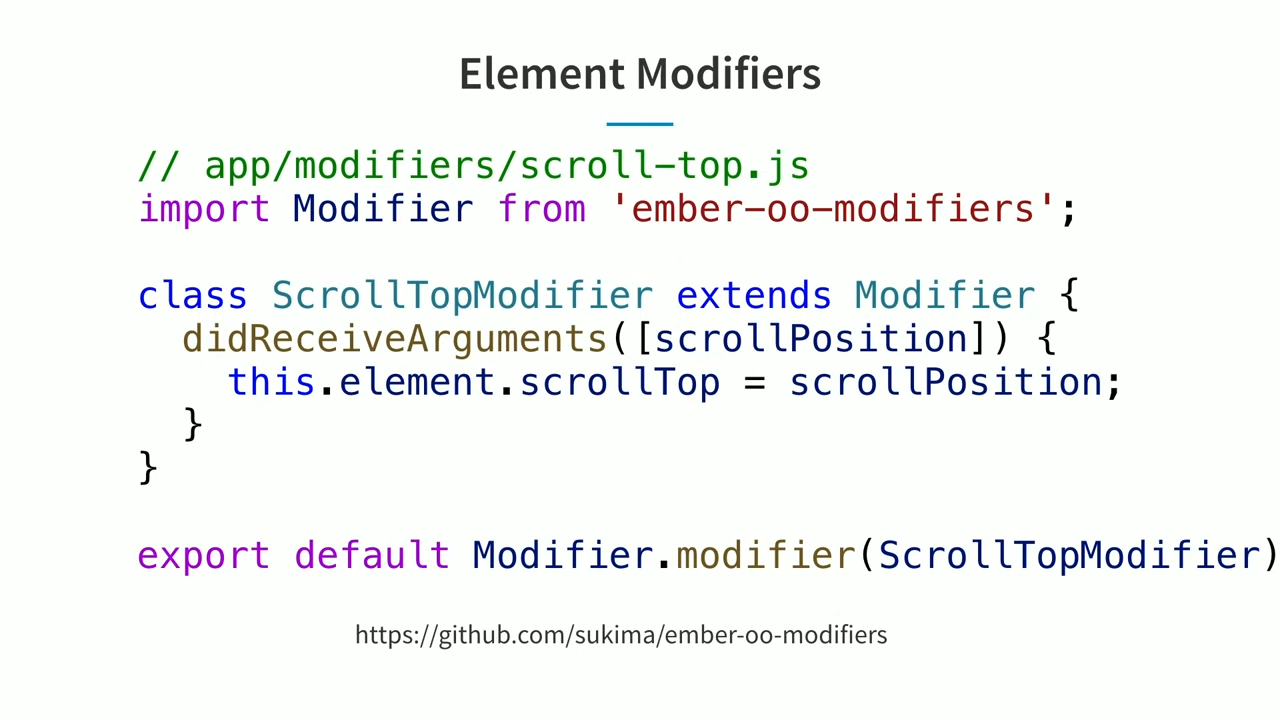 Element Modifiers
// app/modifiers/scroll-top.js
import Modifier from 'ember-oo-modifiers';
class ScrollTopModifier extends Modifier {
  didReceiveArguments([scrollPosition]) {
    this.element.scrollTop = scrollPosition;
  }
}
export default Modifier.modifier(ScrollTopModifier)
https://github.com/sukima/ember-oo-modifiers